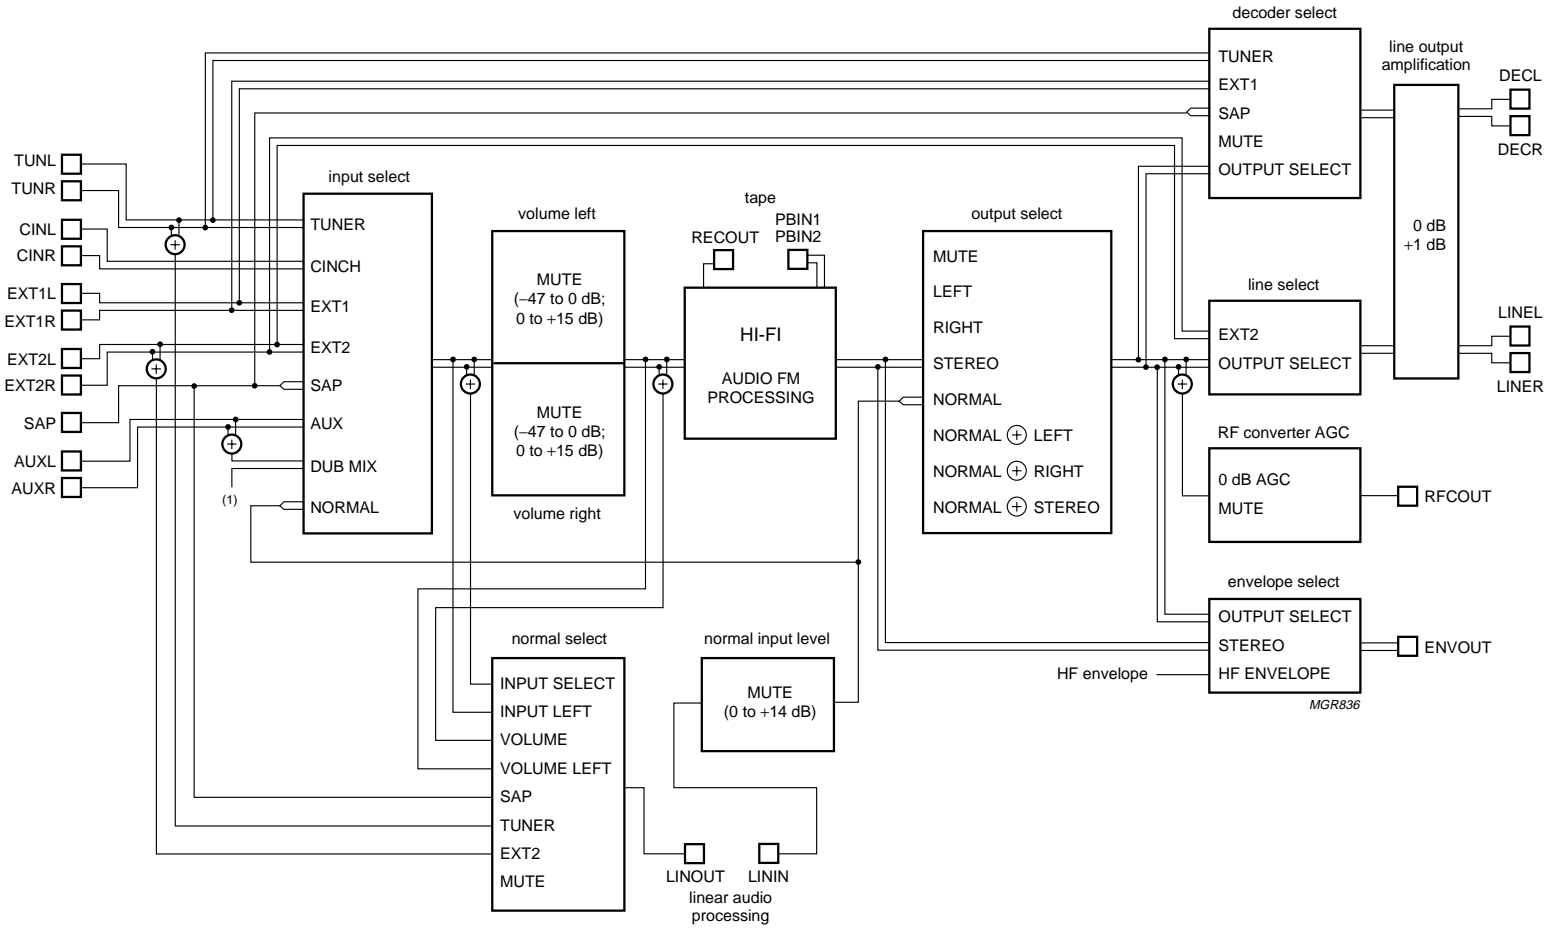 decoder select
TUNER
EXT1
SAP
MUTE
OUTPUT SELECT
line output
amplification
0 dB
+1 dB
DECL
DECR
LINEL
LINER
TUNL
TUNR
CINL
CINR
EXT1L
EXT1R
EXT2L
EXT2R
SAP
AUXL
AUXR
(1)
input select
TUNER
CINCH
EXT1
EXT2
SAP
AUX
DUB MIX
NORMAL
volume left
MUTE
(−47 to 0 dB;
0 to +15 dB)
MUTE
(−47 to 0 dB;
0 to +15 dB)
volume right
tape
RECOUT
PBIN1
PBIN2
HI-FI
AUDIO FM
PROCESSING
output select
MUTE
LEFT
RIGHT
STEREO
NORMAL
NORMAL + LEFT
NORMAL + RIGHT
NORMAL + STEREO
line select
EXT2
OUTPUT SELECT
RF converter AGC
0 dB AGC
MUTE
RFCOUT
envelope select
OUTPUT SELECT
STEREO
HF ENVELOPE
HF envelope
ENVOUT
MGR836
normal select
INPUT SELECT
INPUT LEFT
VOLUME
VOLUME LEFT
SAP
TUNER
EXT2
MUTE
normal input level
MUTE
(0 to +14 dB)
LINOUT
LININ
linear audio
processing